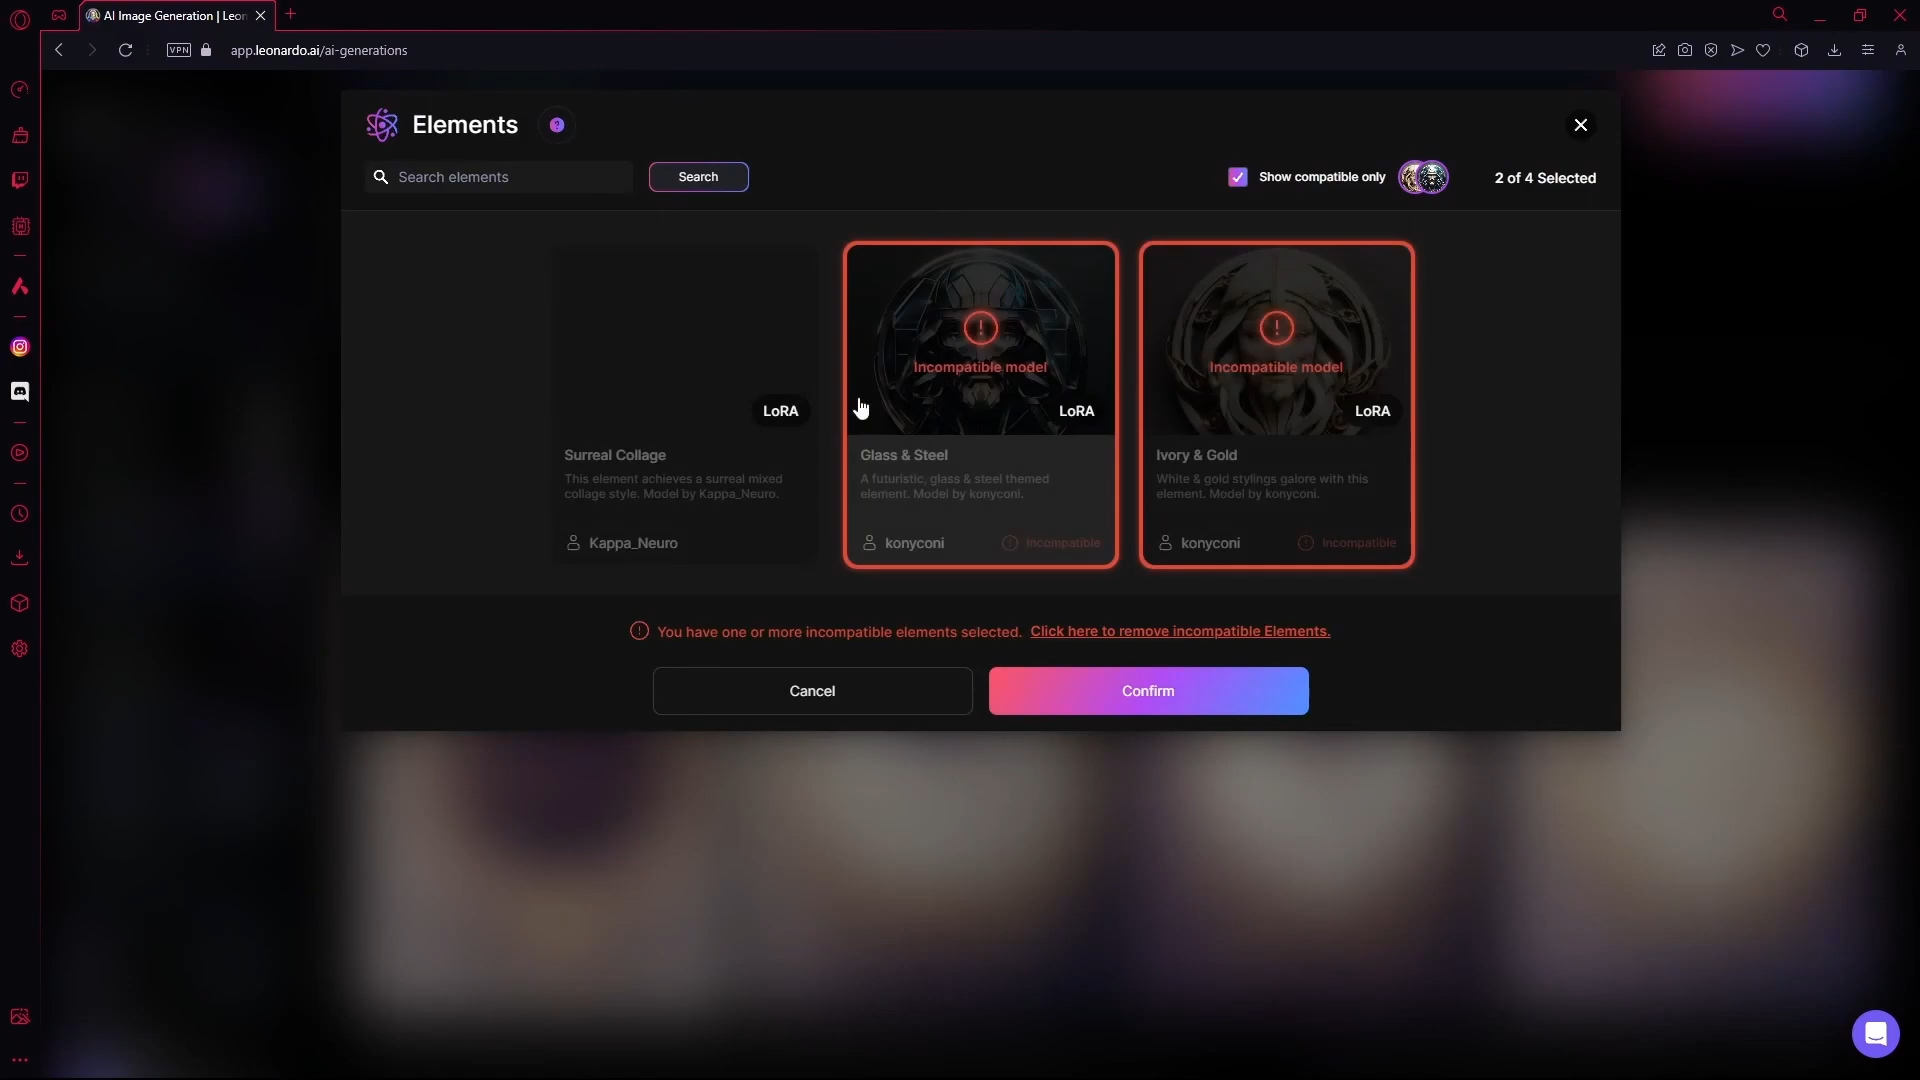 AI Image Generation | Leon
VPN
app.leonardo.ai/ai-generations
Elements
?
Search elements
Search
Show compatible only
2 of 4 Selected
LoRA
Surreal Collage
This element achieves a surreal mixed
collage style. Model by Kappa_Neuro.
Kappa_Neuro
Incompatible model
LoRA
Glass & Steel
A futuristic, glass & steel themed
element. Model by konyconi.
konyconi
Incompatible
Incompatible model
LoRA
Ivory & Gold
White & gold stylings galore with this
element. Model by konyconi.
konyconi
Incompatible
You have one or more incompatible elements selected. Click here to remove incompatible Elements.
Cancel
Confirm